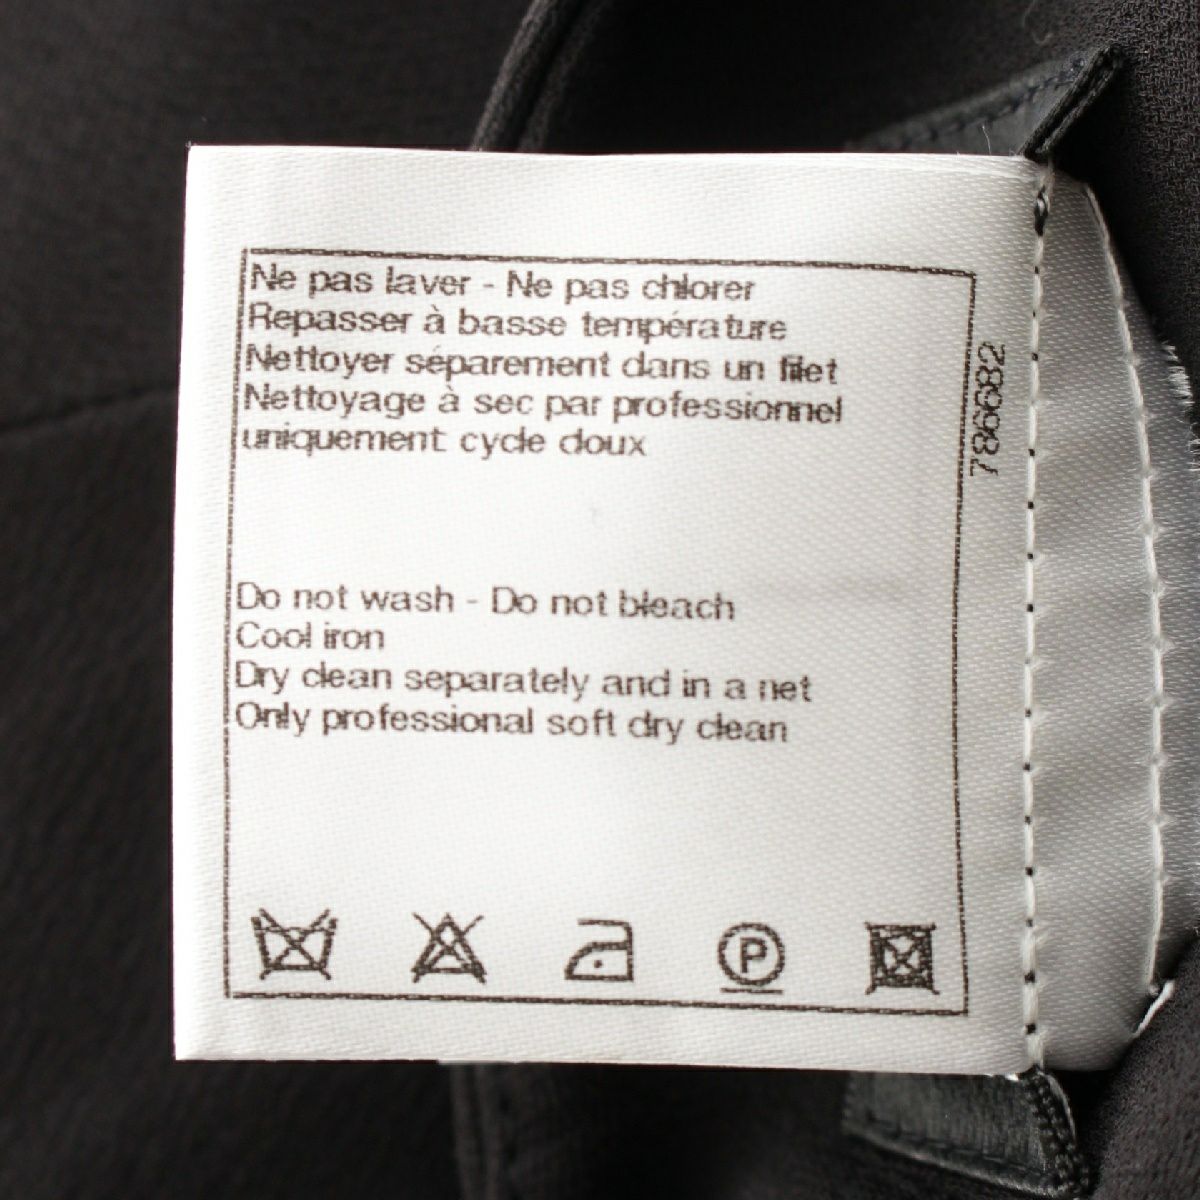 Ne pas laver - Ne pas chlorer
Repasser à basse température
Nettoyer séparement dans un filet
Nettoyage à sec par professionnel
uniquement cycle doux
Do not wash - Do not bleach
Cool iron
Dry clean separately and in a net
Only professional soft dry clean
P
786682